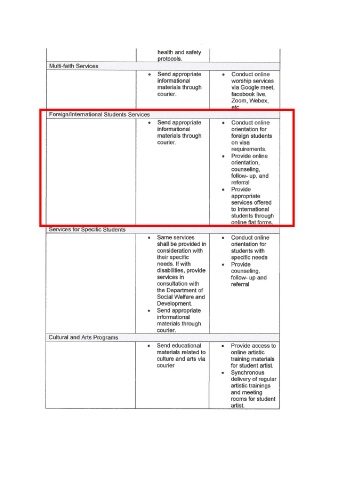 health and safety
protocols.
Multi-faith Services
• Send appropriate
informational
materials through
courier.
• Conduct online
worship services
via Google meet,
facebook live,
Zoom, Webex,
etc.
Foreign/International Students Services
• Send appropriate
informational
materials through
courier.
• Conduct online
orientation for
foreign students
on visa
requirements.
• Provide online
orientation,
counseling,
follow- up, and
referral
• Provide
appropriate
services offered
to International
students through
online flat forms.
Services for Specific Students
• Same services
shall be provided in
consideration with
their specific
needs. If with
disabilities, provide
services in
consultation with
the Department of
Social Welfare and
Development.
• Send appropriate
informational
materials through
courier.
• Conduct online
orientation for
students with
specific needs
• Provide
counseling,
follow- up and
referral
Cultural and Arts Programs
• Send educational
materials related to
culture and arts via
courier
• Provide access to
online artistic
training materials
for student artist.
• Synchronous
delivery of regular
artistic trainings
and meeting
rooms for student
artist.